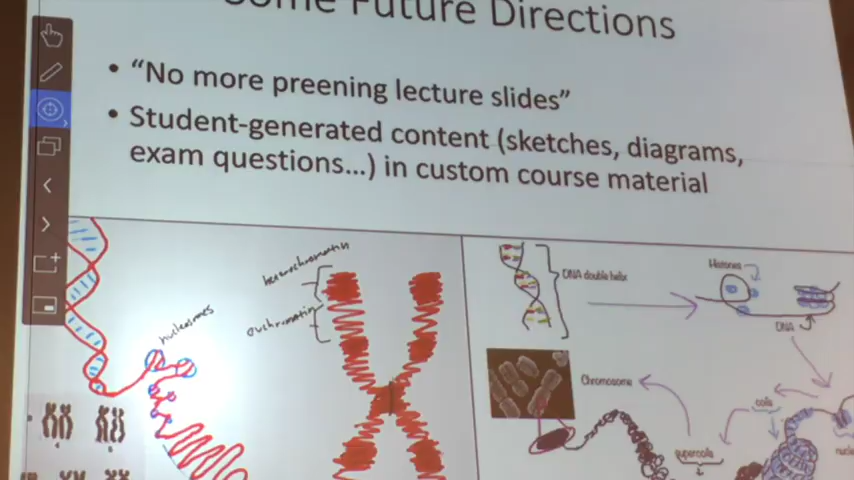 Some Future Directions
• "No more preening lecture slides"
• Student-generated content (sketches, diagrams,
exam questions...) in custom course material
heterochromatin
euchromatin
nucleosomes
DNA double helix
Histones
DNA
Chromosome
coils
supercoils